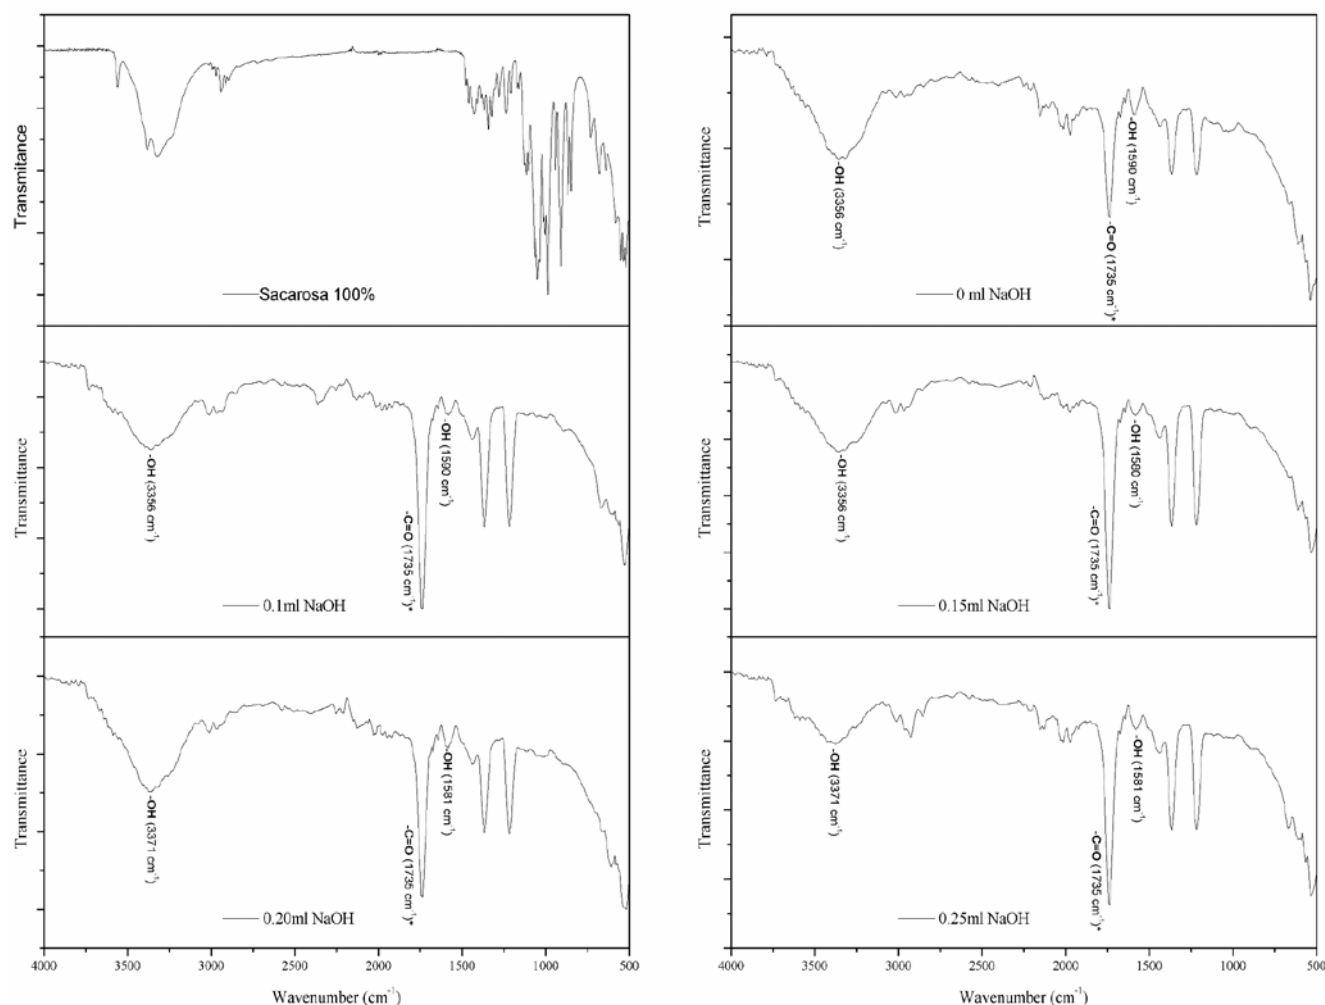 Transmitance
Sacarosa 100%
Transmittance
-OH (3356 cm-1)
-OH (1590 cm-1)
-C=O (1735 cm-1)*
0 ml NaOH
Transmittance
-OH (3356 cm-1)
-OH (1590 cm-1)
-C=O (1735 cm-1)*
0.1ml NaOH
Transmittance
-OH (3356 cm-1)
-OH (1580 cm-1)
-C=O (1735 cm-1)*
0.15ml NaOH
Transmittance
-OH (3371 cm-1)
-OH (1581 cm-1)
-C=O (1735 cm-1)*
0.20ml NaOH
4000 3500 3000 2500 2000 1500 1000 500
Wavenumber (cm-1)
Transmittance
-OH (3371 cm-1)
-OH (1581 cm-1)
-C=O (1735 cm-1)*
0.25ml NaOH
4000 3500 3000 2500 2000 1500 1000 500
Wavenumber (cm-1)